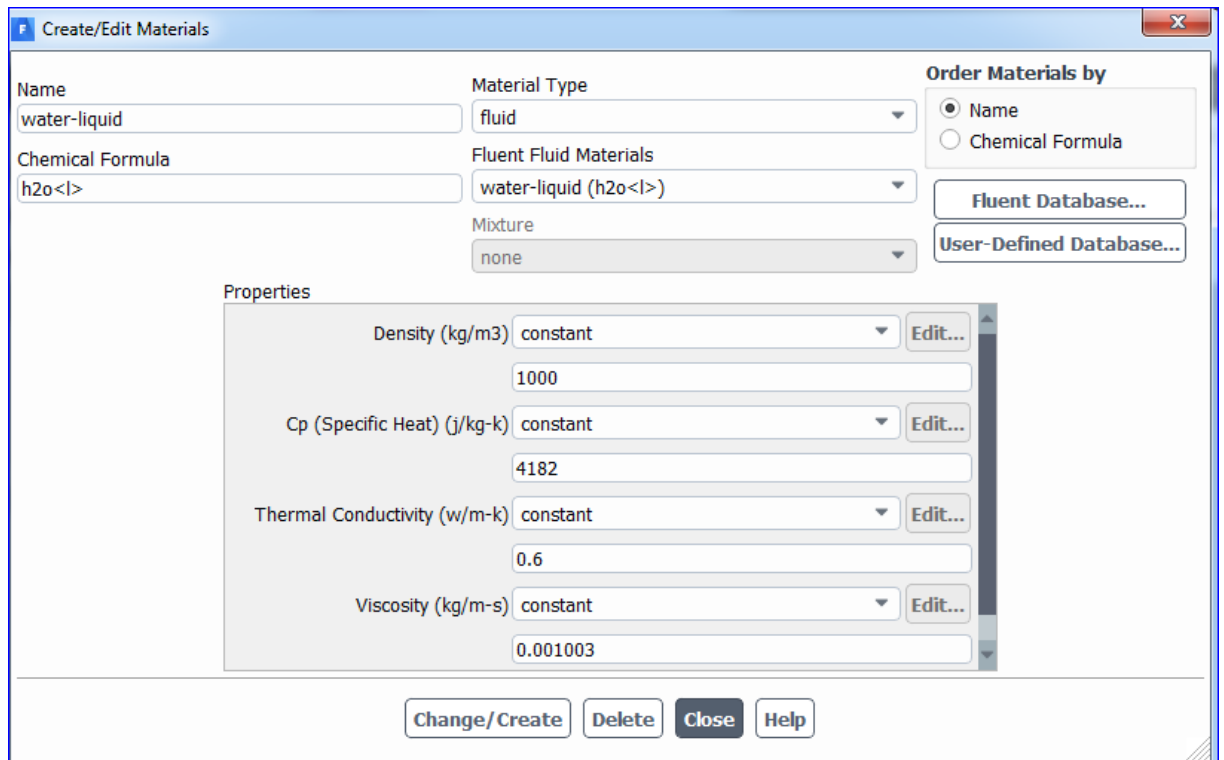 F Create/Edit Materials
X
Name
water-liquid
Chemical Formula
h2o<l>
Material Type
fluid
Fluent Fluid Materials
water-liquid (h2o<l>)
Mixture
none
Order Materials by
Name
Chemical Formula
Fluent Database...
User-Defined Database...
Properties
Density (kg/m3) constant Edit...
1000
Cp (Specific Heat) (j/kg-k) constant Edit...
4182
Thermal Conductivity (w/m-k) constant Edit...
0.6
Viscosity (kg/m-s) constant Edit...
0.001003
Change/Create Delete Close Help